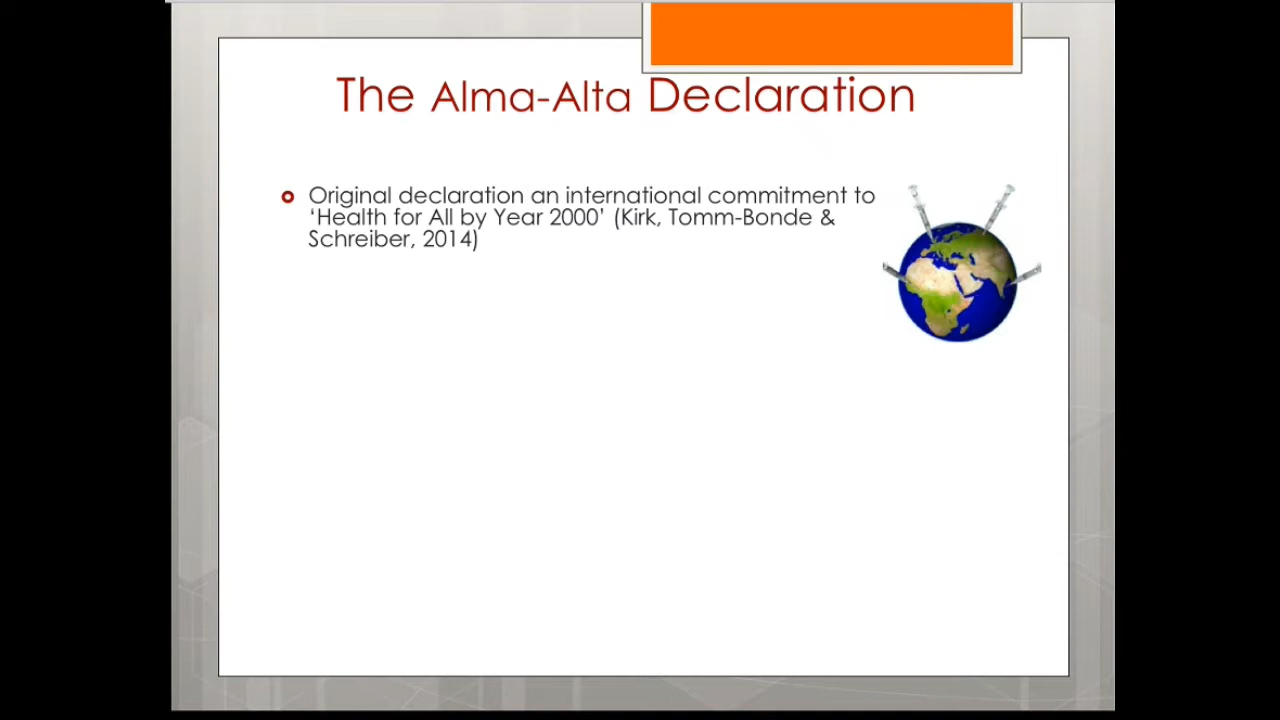 The Alma-Alta Declaration
Original declaration an international commitment to
‘Health for All by Year 2000’ (Kirk, Tomm-Bonde &
Schreiber, 2014)